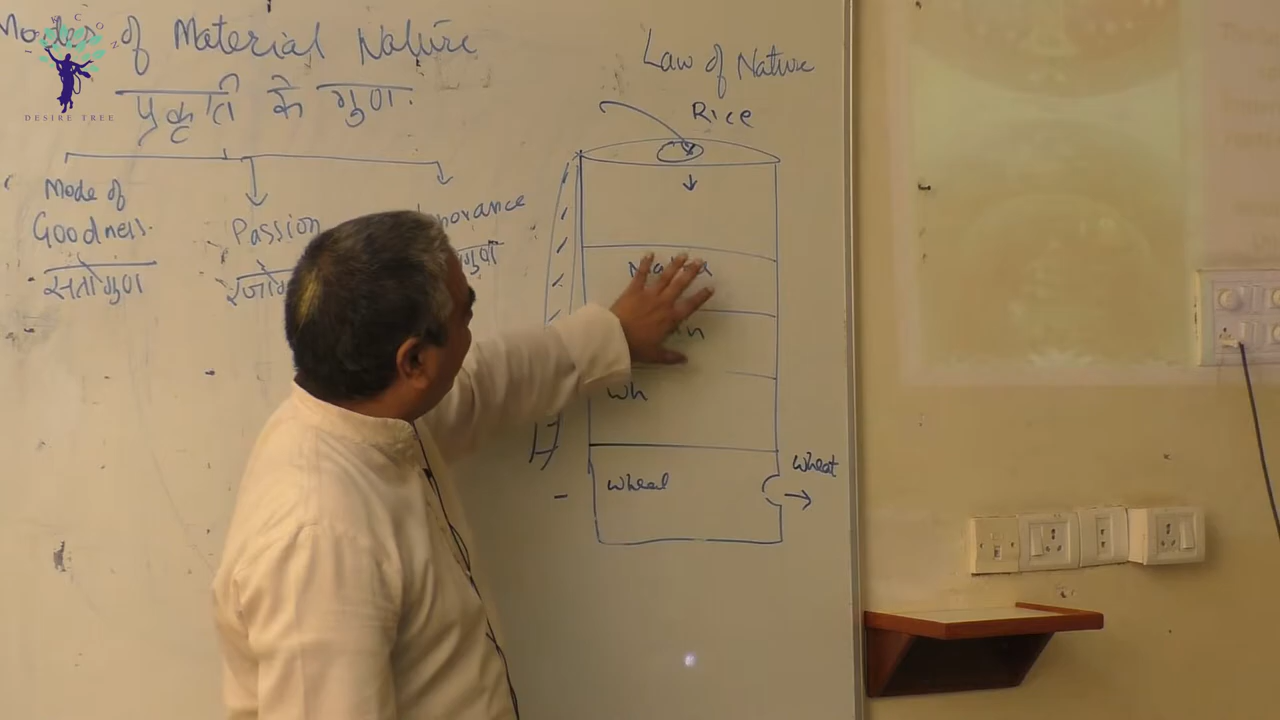 Modes of Material Nature
प्रकृती के गुण.
Mode of
Goodness.
सतोगुण
Passion
Law of Nature
Rice
Wh
Wheat
Wheat
DESIRE TREE